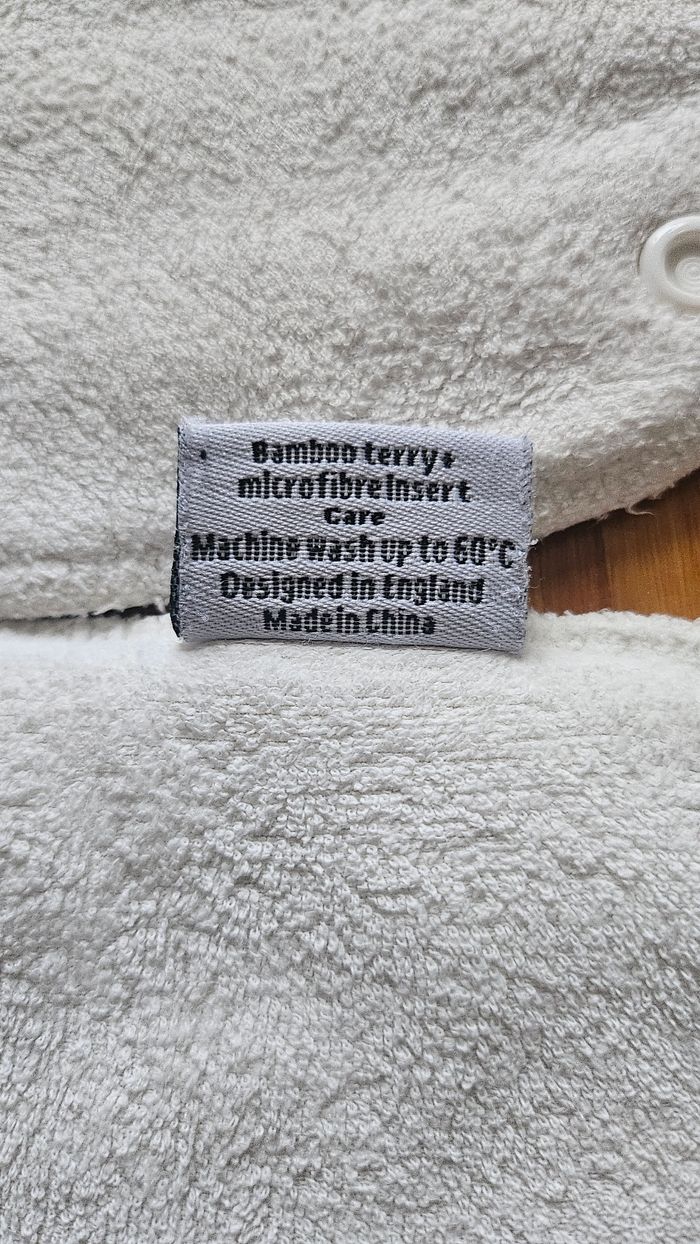 Bamboo terry +
microfibre insert
Care
Machine wash up to 60°C
Designed in England
Made in China